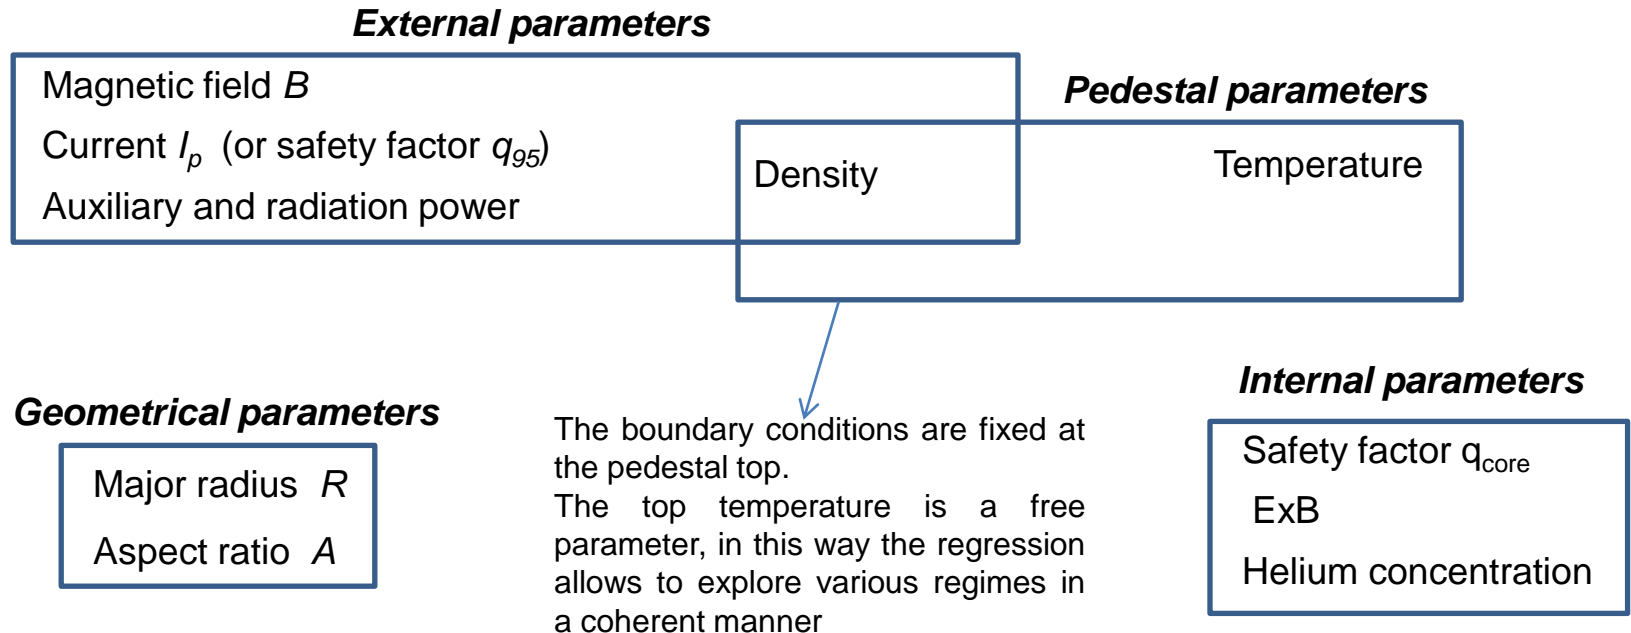 External parameters
Magnetic field B
Current I_p (or safety factor q_95)
Auxiliary and radiation power
Pedestal parameters
Density
Temperature
Geometrical parameters
Major radius R
Aspect ratio A
The boundary conditions are fixed at
the pedestal top.
The top temperature is a free
parameter, in this way the regression
allows to explore various regimes in
a coherent manner
Internal parameters
Safety factor q_core
ExB
Helium concentration